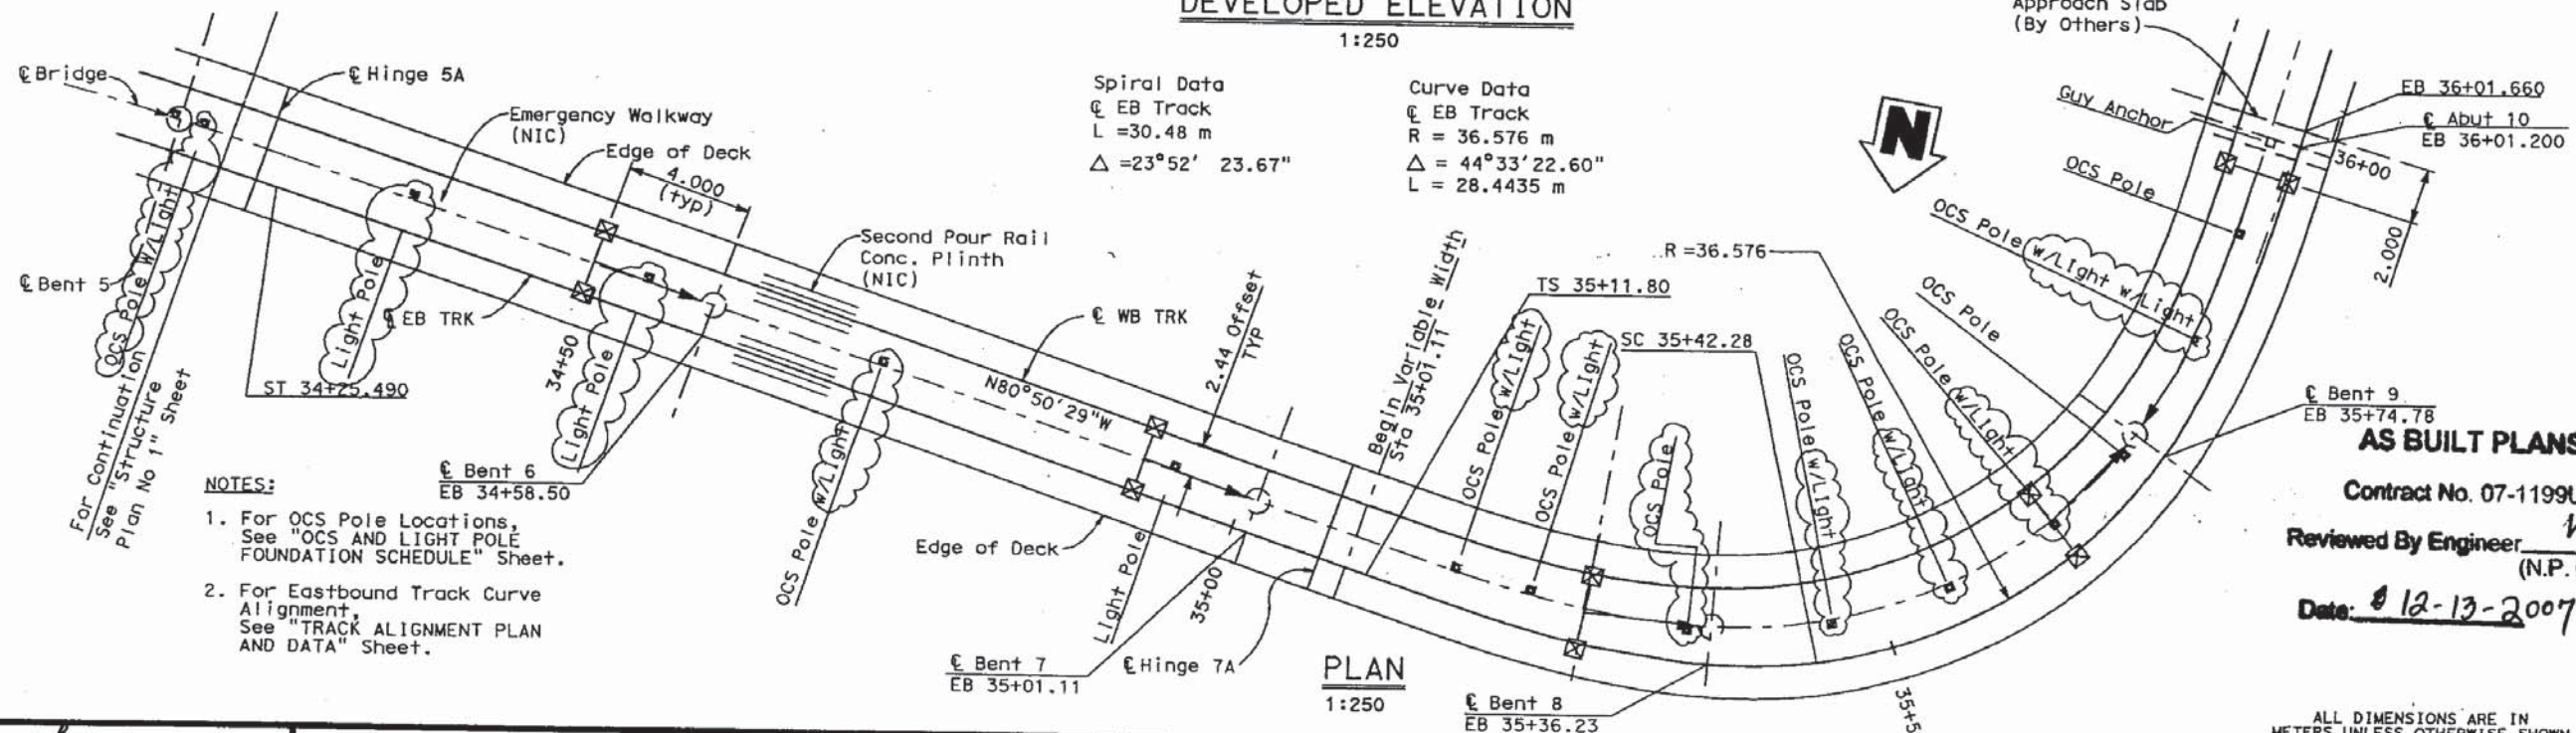 DEVELOPED ELEVATION
1:250
Approach Slab
(By Others)
℄ Bridge
℄ Hinge 5A
Emergency Walkway
(NIC)
Edge of Deck
4.000
(typ)
Spiral Data
℄ EB Track
L =30.48 m
Δ =23°52' 23.67"
Curve Data
℄ EB Track
R = 36.576 m
Δ = 44°33'22.60"
L = 28.4435 m
N
Guy Anchor
EB 36+01.660
℄ Abut 10
EB 36+01.200
36+00
OCS Pole
2.000
OCS Pole w/Light w/Light
OCS Pole
OCS Pole w/Light
OCS Pole w/Light
OCS Pole w/Light
R =36.576
Second Pour Rail
Conc. Plinth
(NIC)
℄ WB TRK
2.44 Offset
TYP
Begin Variable Width
Sta 35+01.11
TS 35+11.80
SC 35+42.28
OCS Pole w/Light
OCS Pole w/Light
OCS Pole
℄ Bent 5
OCS Pole W/Light
Light Pole
℄ EB TRK
34+50
Light Pole
ST 34+25.490
N80°50'29"W
OCS Pole w/Light
For Continuation
See "Structure
Plan No 1" Sheet
℄ Bent 6
EB 34+58.50
NOTES:
1. For OCS Pole Locations,
See "OCS AND LIGHT POLE
FOUNDATION SCHEDULE" Sheet.
2. For Eastbound Track Curve
Alignment,
See "TRACK ALIGNMENT PLAN
AND DATA" Sheet.
Edge of Deck
Light Pole
35+00
℄ Bent 7
EB 35+01.11
℄ Hinge 7A
PLAN
1:250
℄ Bent 8
EB 35+36.23
35+5
℄ Bent 9
EB 35+74.78
AS BUILT PLANS
Contract No. 07-1199U
Reviewed By Engineer
(N.P.
Date: 12-13-2007
ALL DIMENSIONS ARE IN
METERS UNLESS OTHERWISE SHOWN